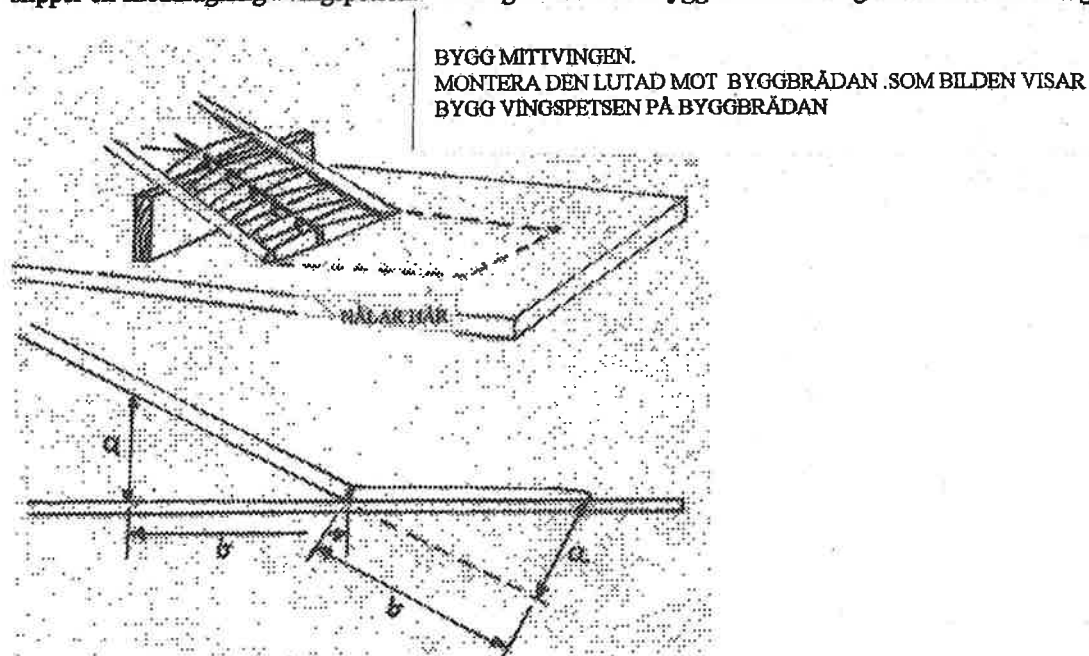 BYGG MITTVINGEN.
MONTERA DEN LUTAD MOT BYGGBRÄDAN .SOM BILDEN VISAR
BYGG VINGSPETSEN PÅ BYGGBRÄDAN
NÅLAR HÄR
a
b
a
b